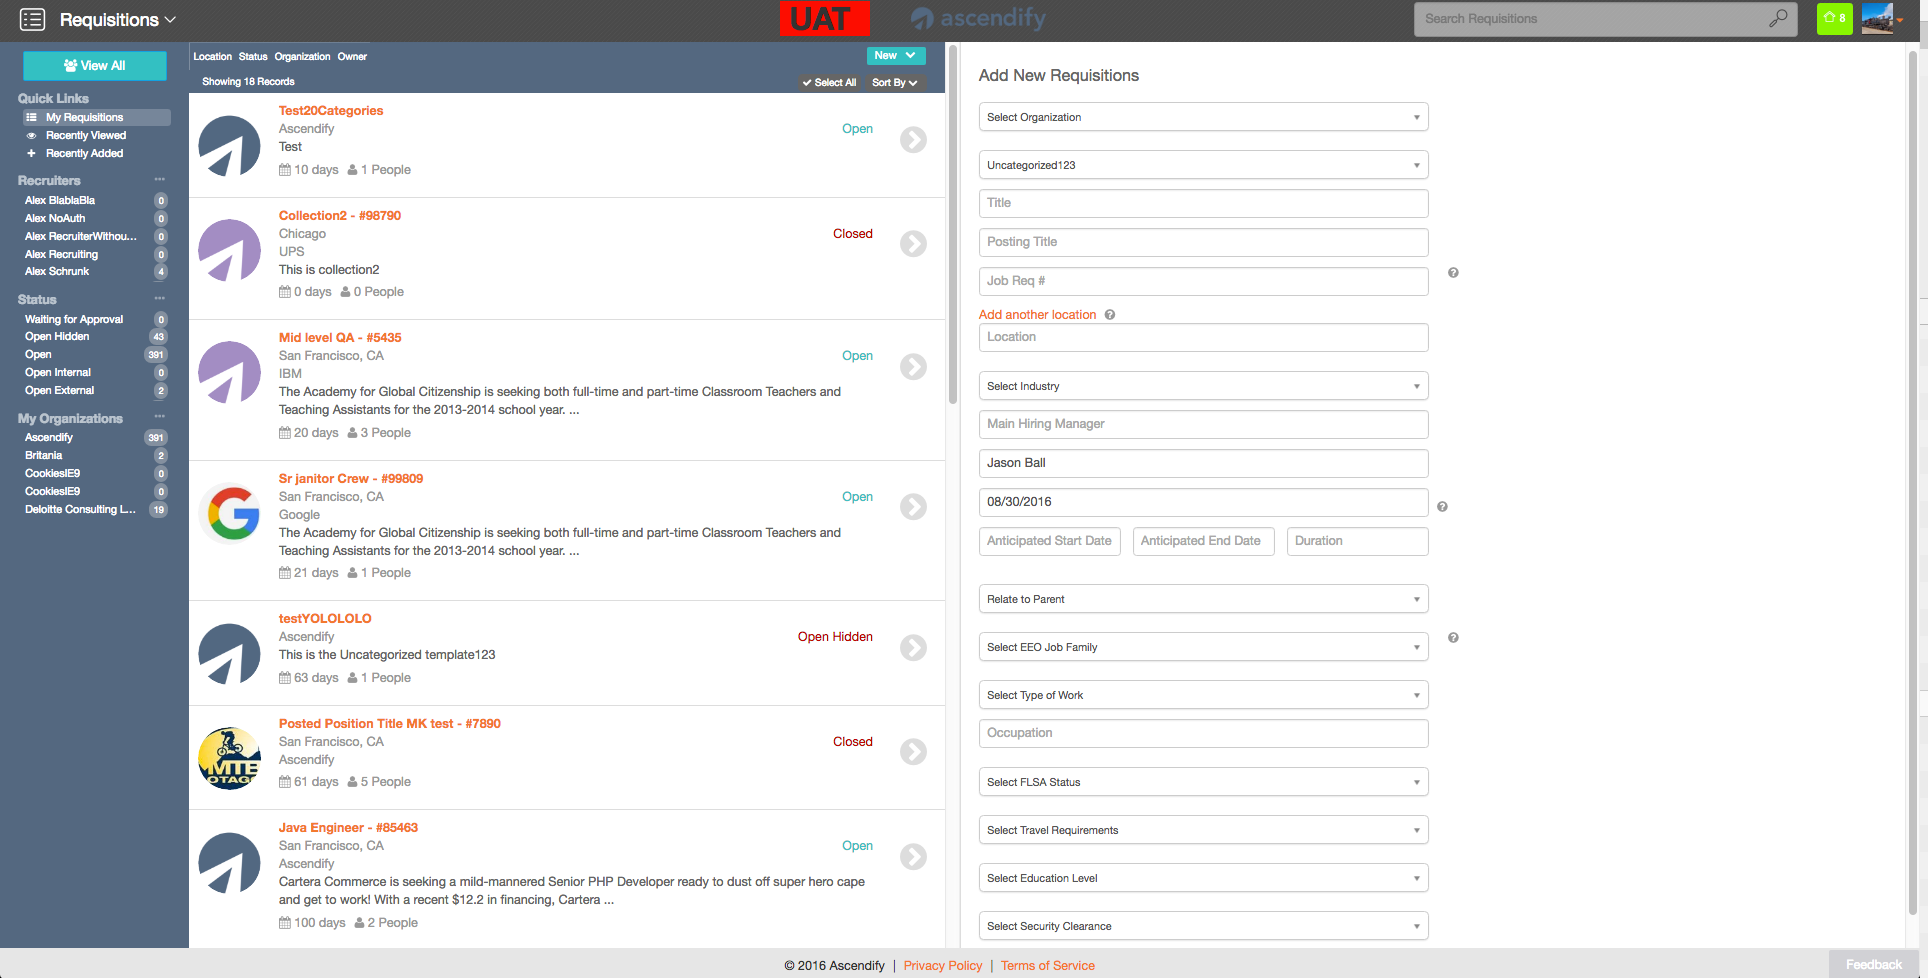 Requisitions
UAT
ascendify
Search Requisitions
8
View All
Quick Links
My Requisitions
Recently Viewed
Recently Added
Recruiters
Alex BlablaBla 0
Alex NoAuth 0
Alex RecruiterWithou... 0
Alex Recruiting 0
Alex Schrunk 4
Status
Waiting for Approval 0
Open Hidden 43
Open 391
Open Internal 0
Open External 2
My Organizations
Ascendify 391
Britania 2
CookiesIE9 0
CookiesIE9 0
Deloitte Consulting L... 19
Location Status Organization Owner
New
Showing 18 Records
Select All Sort By
Test20Categories
Ascendify
Open
Test
10 days 1 People
Collection2 - #98790
Chicago
Closed
UPS
This is collection2
0 days 0 People
Mid level QA - #5435
San Francisco, CA
Open
IBM
The Academy for Global Citizenship is seeking both full-time and part-time Classroom Teachers and
Teaching Assistants for the 2013-2014 school year. ...
20 days 3 People
Sr janitor Crew - #99809
San Francisco, CA
Open
Google
The Academy for Global Citizenship is seeking both full-time and part-time Classroom Teachers and
Teaching Assistants for the 2013-2014 school year. ...
21 days 1 People
testYOLOLOLO
Ascendify
Open Hidden
This is the Uncategorized template123
63 days 1 People
Posted Position Title MK test - #7890
San Francisco, CA
Closed
Ascendify
61 days 5 People
MTB
OTAGO
Java Engineer - #85463
San Francisco, CA
Open
Ascendify
Cartera Commerce is seeking a mild-mannered Senior PHP Developer ready to dust off super hero cape
and get to work! With a recent $12.2 in financing, Cartera ...
100 days 2 People
Add New Requisitions
Select Organization
Uncategorized123
Title
Posting Title
Job Req #
Add another location
Location
Select Industry
Main Hiring Manager
Jason Ball
08/30/2016
Anticipated Start Date Anticipated End Date Duration
Relate to Parent
Select EEO Job Family
Select Type of Work
Occupation
Select FLSA Status
Select Travel Requirements
Select Education Level
Select Security Clearance
© 2016 Ascendify | Privacy Policy | Terms of Service
Feedback